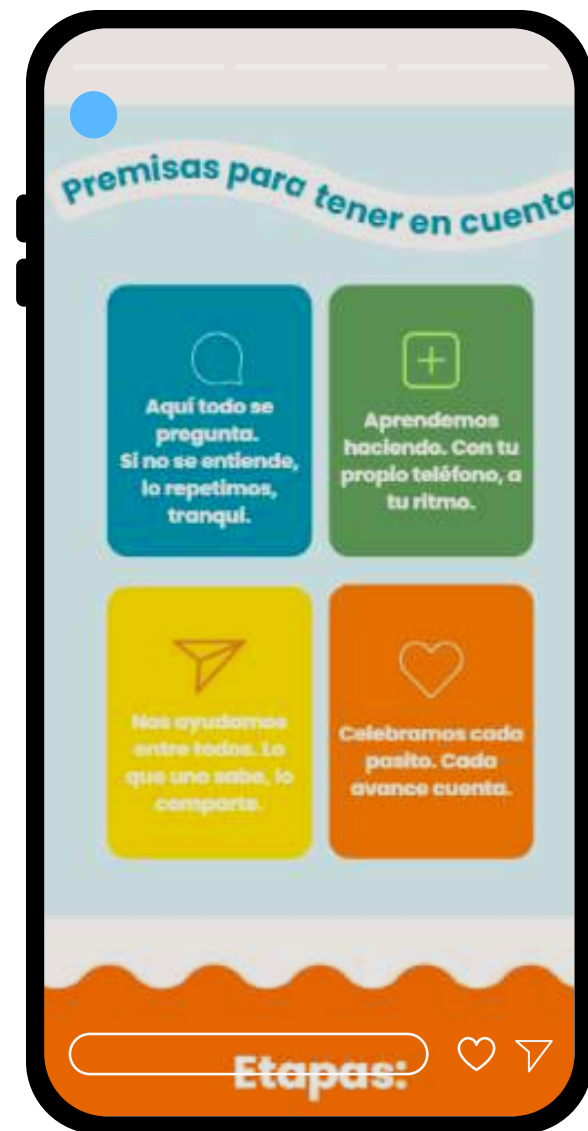 Premisas para tener en cuenta
Aquí todo se
pregunta.
Si no se entiende,
lo repetimos,
tranqui.
Aprendemos
haciendo. Con tu
propio teléfono, a
tu ritmo.
Nos ayudamos
entre todos. Lo
que uno sabe, lo
comparte.
Celebramos cada
pasito. Cada
avance cuenta.
Etapas: